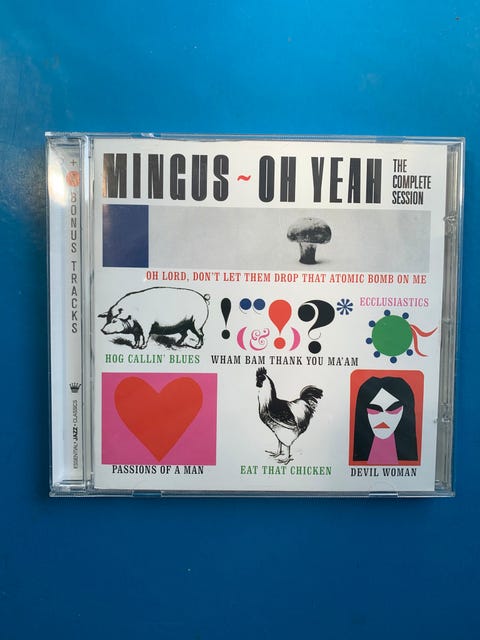 MINGUS ~ OH YEAH
THE
COMPLETE
SESSION
OH LORD, DON'T LET THEM DROP THAT ATOMIC BOMB ON ME
ECCLUSIASTICS
!""!?*
(&)
HOG CALLIN' BLUES
WHAM BAM THANK YOU MA'AM
PASSIONS OF A MAN
EAT THAT CHICKEN
DEVIL WOMAN
BONUS TRACKS
ESSENTIAL • JAZZ • CLASSICS